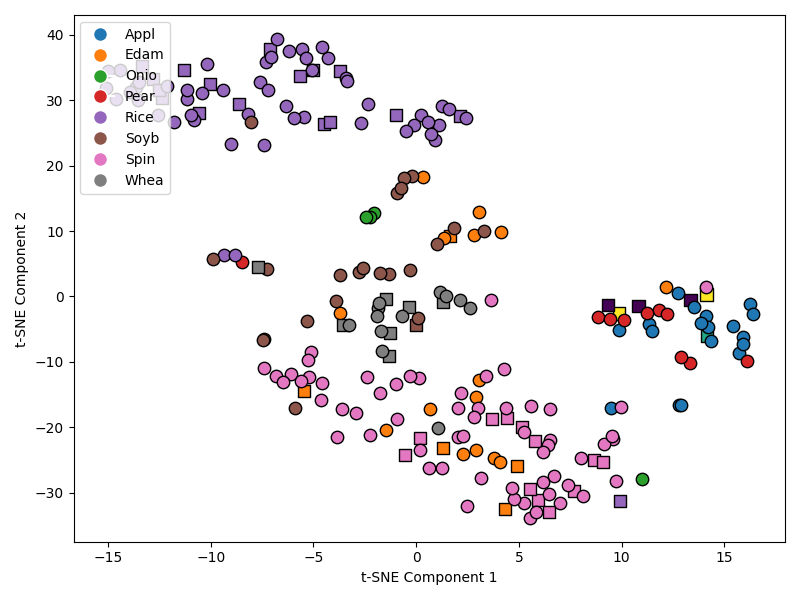 Appl
Edam
Onio
Pear
Rice
Soyb
Spin
Whea
40
30
20
10
0
−10
−20
−30
−15
−10
−5
0
5
10
15
t-SNE Component 1
t-SNE Component 2